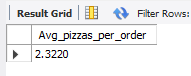 Result Grid Filter Rows:
Avg_pizzas_per_order
2.3220